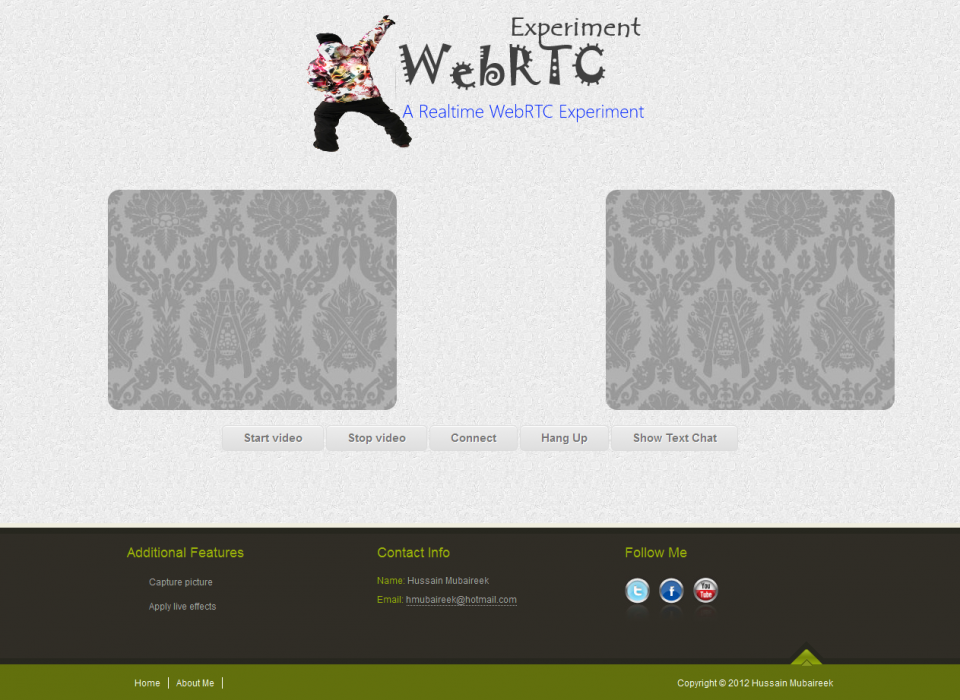 Experiment
WebRTC
A Realtime WebRTC Experiment
Start video
Stop video
Connect
Hang Up
Show Text Chat
Additional Features
Capture picture
Apply live effects
Contact Info
Name: Hussain Mubaireek
Email: hmubaireek@hotmail.com
Follow Me
t
f
You
Tube
Home
About Me
Copyright © 2012 Hussain Mubaireek